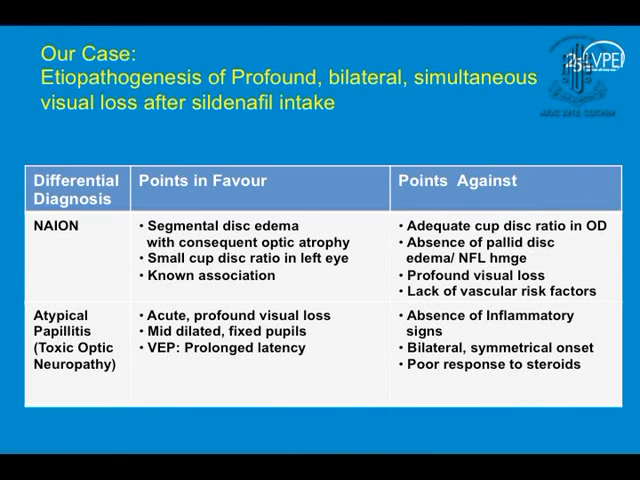 Our Case:
Etiopathogenesis of Profound, bilateral, simultaneous
visual loss after sildenafil intake
LVPEI
AIOC 2012, COCHIN
Differential
Diagnosis
Points in Favour
Points Against
NAION
• Segmental disc edema
with consequent optic atrophy
• Small cup disc ratio in left eye
• Known association
• Adequate cup disc ratio in OD
• Absence of pallid disc
edema/ NFL hmge
• Profound visual loss
• Lack of vascular risk factors
Atypical
Papillitis
(Toxic Optic
Neuropathy)
• Acute, profound visual loss
• Mid dilated, fixed pupils
• VEP: Prolonged latency
• Absence of Inflammatory
signs
• Bilateral, symmetrical onset
• Poor response to steroids